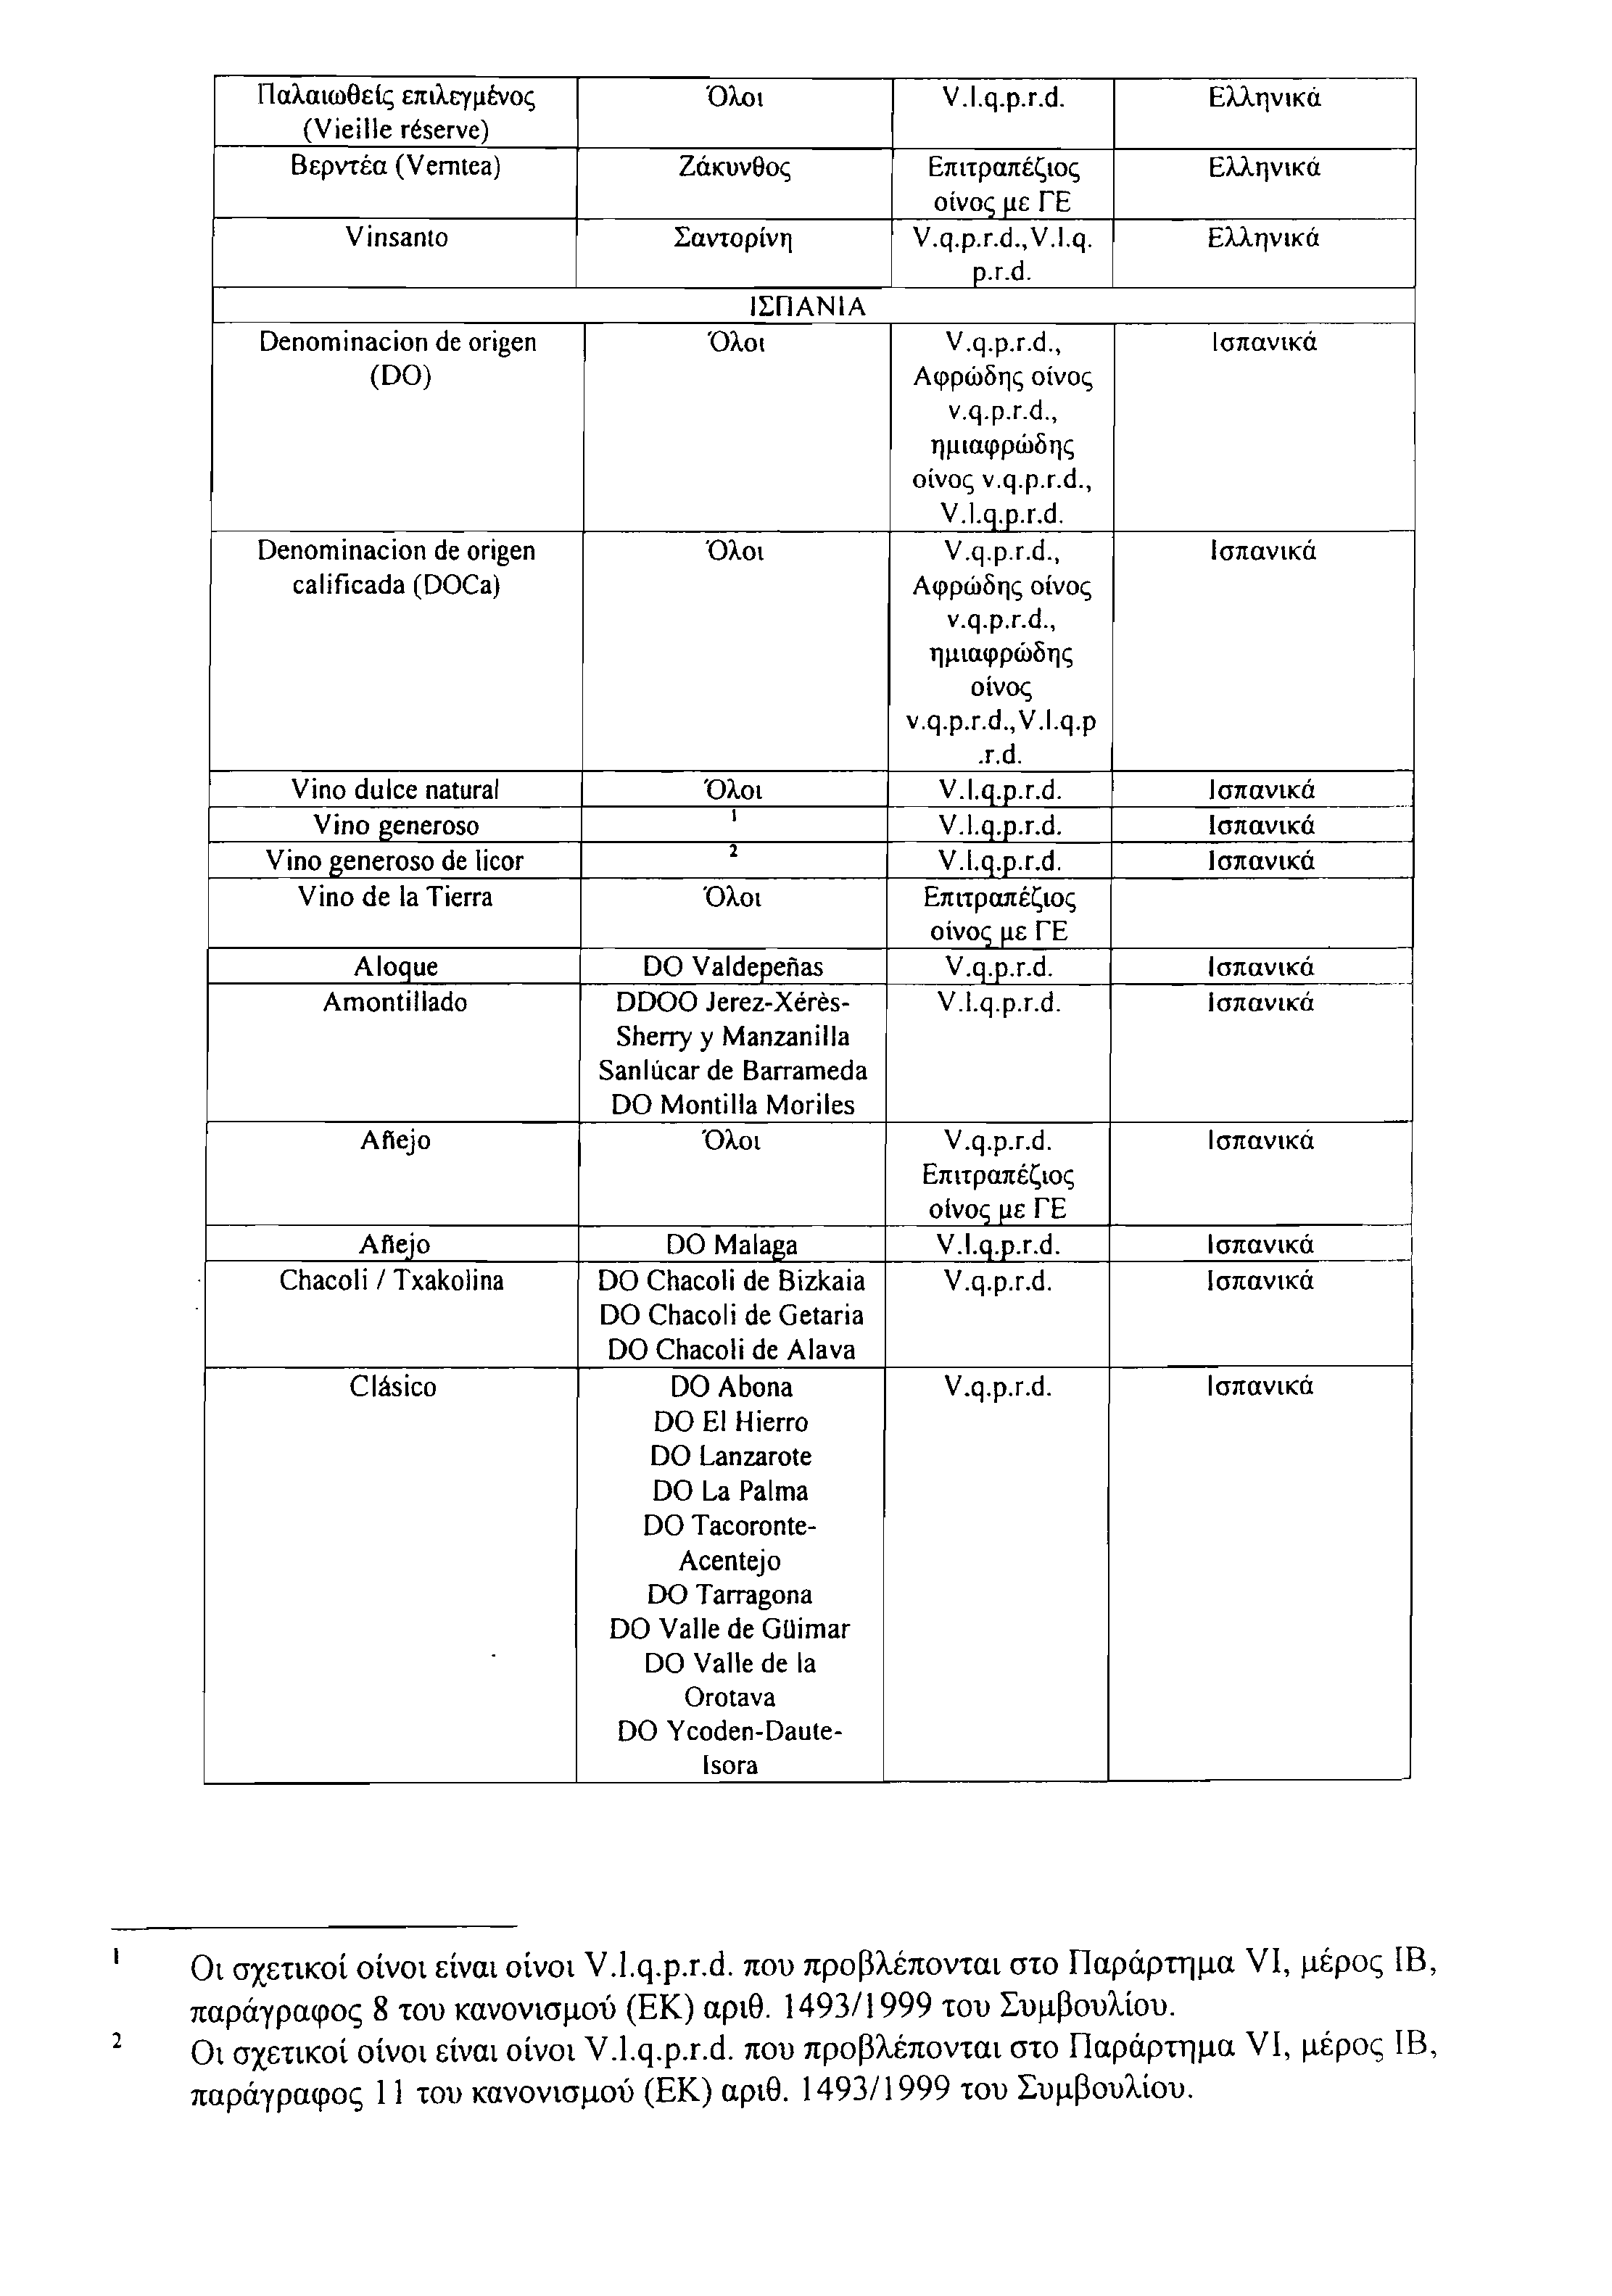 Παλαιωθείς επιλεγμένος Όλοι V.l.q.p.r.d. Ελληνικά
(Vieille réserve)
Βερντέα (Verntea) Ζάκυνθος Επιτραπέζιος Ελληνικά
οίνος με ΓΕ
Vinsanto Σαντορίνη V.q.p.r.d.,V.l.q. Ελληνικά
p.r.d.
ΙΣΠΑΝΙΑ
Denominacion de origen Όλοι V.q.p.r.d., Ισπανικά
(DO) Αφρώδης οίνος
v.q.p.r.d.,
ημιαφρώδης
οίνος v.q.p.r.d.,
V.l.q.p.r.d.
Denominacion de origen Όλοι V.q.p.r.d., Ισπανικά
calificada (DOCa) Αφρώδης οίνος
v.q.p.r.d.,
ημιαφρώδης
οίνος
v.q.p.r.d.,V.l.q.p
.r.d.
Vino dulce natural Όλοι V.l.q.p.r.d. Ισπανικά
Vino generoso 1 V.l.q.p.r.d. Ισπανικά
Vino generoso de licor 2 V.l.q.p.r.d. Ισπανικά
Vino de la Tierra Όλοι Επιτραπέζιος
οίνος με ΓΕ
Aloque DO Valdepeñas V.q.p.r.d. Ισπανικά
Amontillado DDOO Jerez-Xérès- V.l.q.p.r.d. Ισπανικά
Sherry y Manzanilla
Sanlúcar de Barrameda
DO Montilla Moriles
Añejo Όλοι V.q.p.r.d. Ισπανικά
Επιτραπέζιος
οίνος με ΓΕ
Añejo DO Malaga V.l.q.p.r.d. Ισπανικά
Chacoli / Txakolina DO Chacoli de Bizkaia V.q.p.r.d. Ισπανικά
DO Chacoli de Getaria
DO Chacoli de Alava
Clásico DO Abona V.q.p.r.d. Ισπανικά
DO El Hierro
DO Lanzarote
DO La Palma
DO Tacoronte-
Acentejo
DO Tarragona
DO Valle de Güimar
DO Valle de la
Orotava
DO Ycoden-Daute-
Isora
1 Οι σχετικοί οίνοι είναι οίνοι V.l.q.p.r.d. που προβλέπονται στο Παράρτημα VI, μέρος ΙΒ,
παράγραφος 8 του κανονισμού (ΕΚ) αριθ. 1493/1999 του Συμβουλίου.
2 Οι σχετικοί οίνοι είναι οίνοι V.l.q.p.r.d. που προβλέπονται στο Παράρτημα VI, μέρος ΙΒ,
παράγραφος 11 του κανονισμού (ΕΚ) αριθ. 1493/1999 του Συμβουλίου.